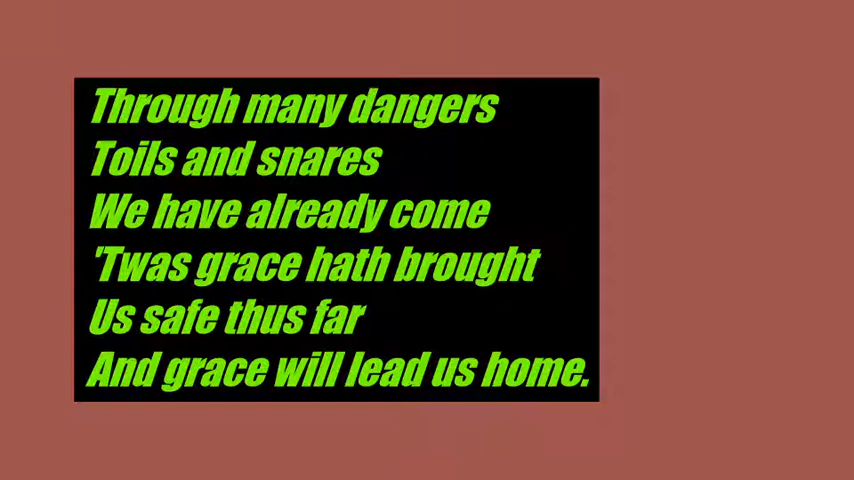 Through many dangers
Toils and snares
We have already come
'Twas grace hath brought
Us safe thus far
And grace will lead us home.